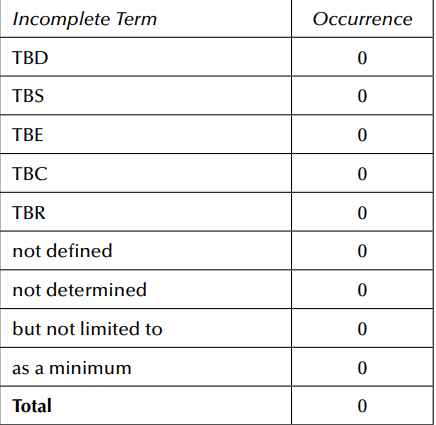 Incomplete Term Occurrence
TBD 0
TBS 0
TBE 0
TBC 0
TBR 0
not defined 0
not determined 0
but not limited to 0
as a minimum 0
Total 0